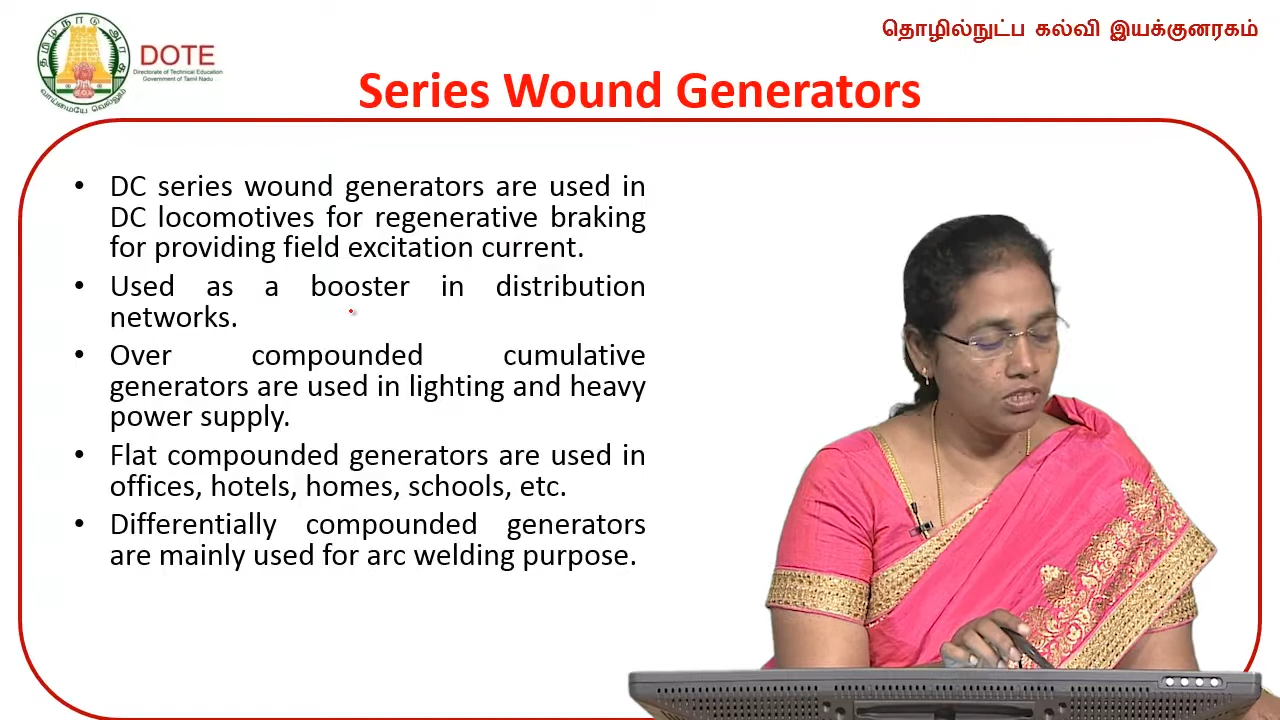 தொழில்நுட்ப கல்வி இயக்குனரகம்
தமிழ்நாடு அரசு
வாய்மையே வெல்லும்
DOTE
Directorate of Technical Education
Government of Tamil Nadu
Series Wound Generators
• DC series wound generators are used in
DC locomotives for regenerative braking
for providing field excitation current.
• Used as a booster in distribution
networks.
• Over compounded cumulative
generators are used in lighting and heavy
power supply.
• Flat compounded generators are used in
offices, hotels, homes, schools, etc.
• Differentially compounded generators
are mainly used for arc welding purpose.